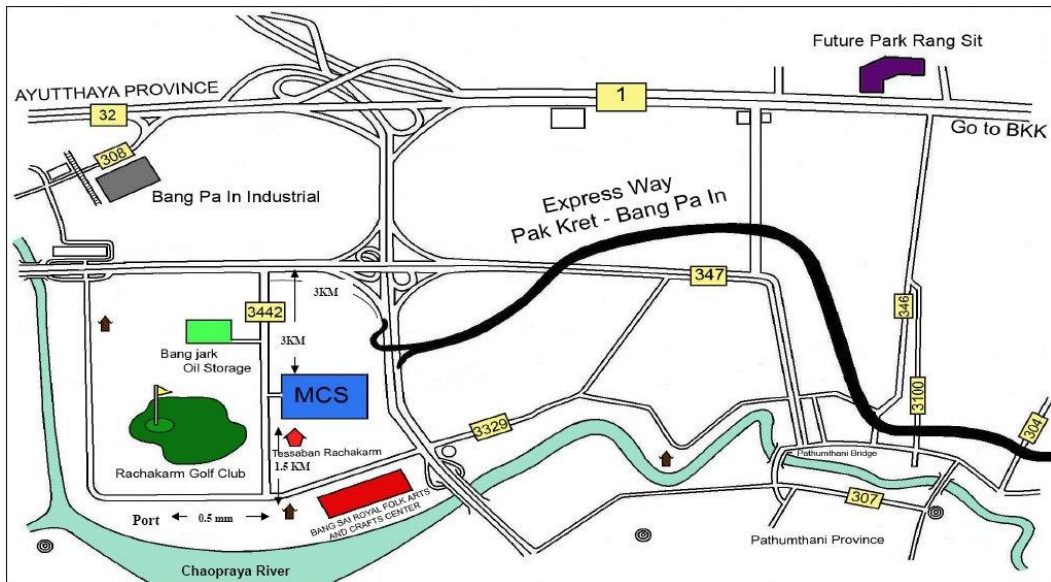 Future Park Rang Sit
AYUTTHAYA PROVINCE
1
32
Go to BKK
308
Bang Pa In Industrial
Express Way
Pak Kret - Bang Pa In
347
3KM
3442
346
3KM
Bang jark
Oil Storage
MCS
3100
304
3329
Tessaban Rachakarm
Pathumthani Bridge
Rachakarm Golf Club
1.5 KM
307
BANG SAI ROYAL FOLK ARTS
AND CRAFTS CENTER
Port
0.5 mm
Pathumthani Province
Chaopraya River